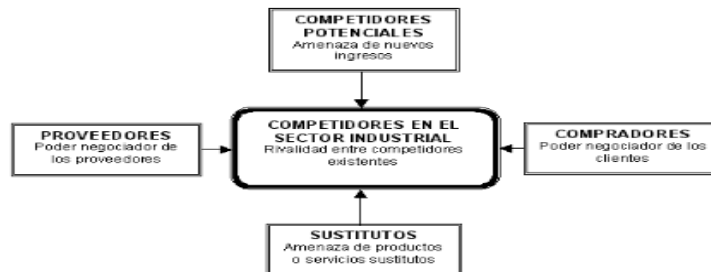 COMPETIDORES
POTENCIALES
Amenaza de nuevos
ingresos
PROVEEDORES
Poder negociador de
los proveedores
COMPETIDORES EN EL
SECTOR INDUSTRIAL
Rivalidad entre competidores
existentes
COMPRADORES
Poder negociador de los
clientes
SUSTITUTOS
Amenaza de productos
o servicios sustitutos